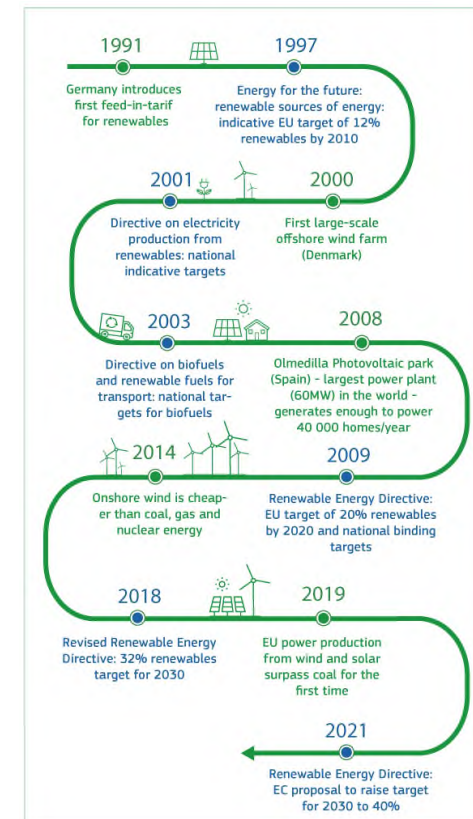 1991
Germany introduces
first feed-in-tarif
for renewables
1997
Energy for the future:
renewable sources of energy:
indicative EU target of 12%
renewables by 2010
2000
First large-scale
offshore wind farm
(Denmark)
2001
Directive on electricity
production from
renewables: national
indicative targets
2003
Directive on biofuels
and renewable fuels for
transport: national tar-
gets for biofuels
2008
Olmedilla Photovoltaic park
(Spain) - largest power plant
(60MW) in the world -
generates enough to power
40 000 homes/year
2009
Renewable Energy Directive:
EU target of 20% renewables
by 2020 and national binding
targets
2014
Onshore wind is cheap-
er than coal, gas and
nuclear energy
2018
Revised Renewable Energy
Directive: 32% renewables
target for 2030
2019
EU power production
from wind and solar
surpass coal for the
first time
2021
Renewable Energy Directive:
EC proposal to raise target
for 2030 to 40%